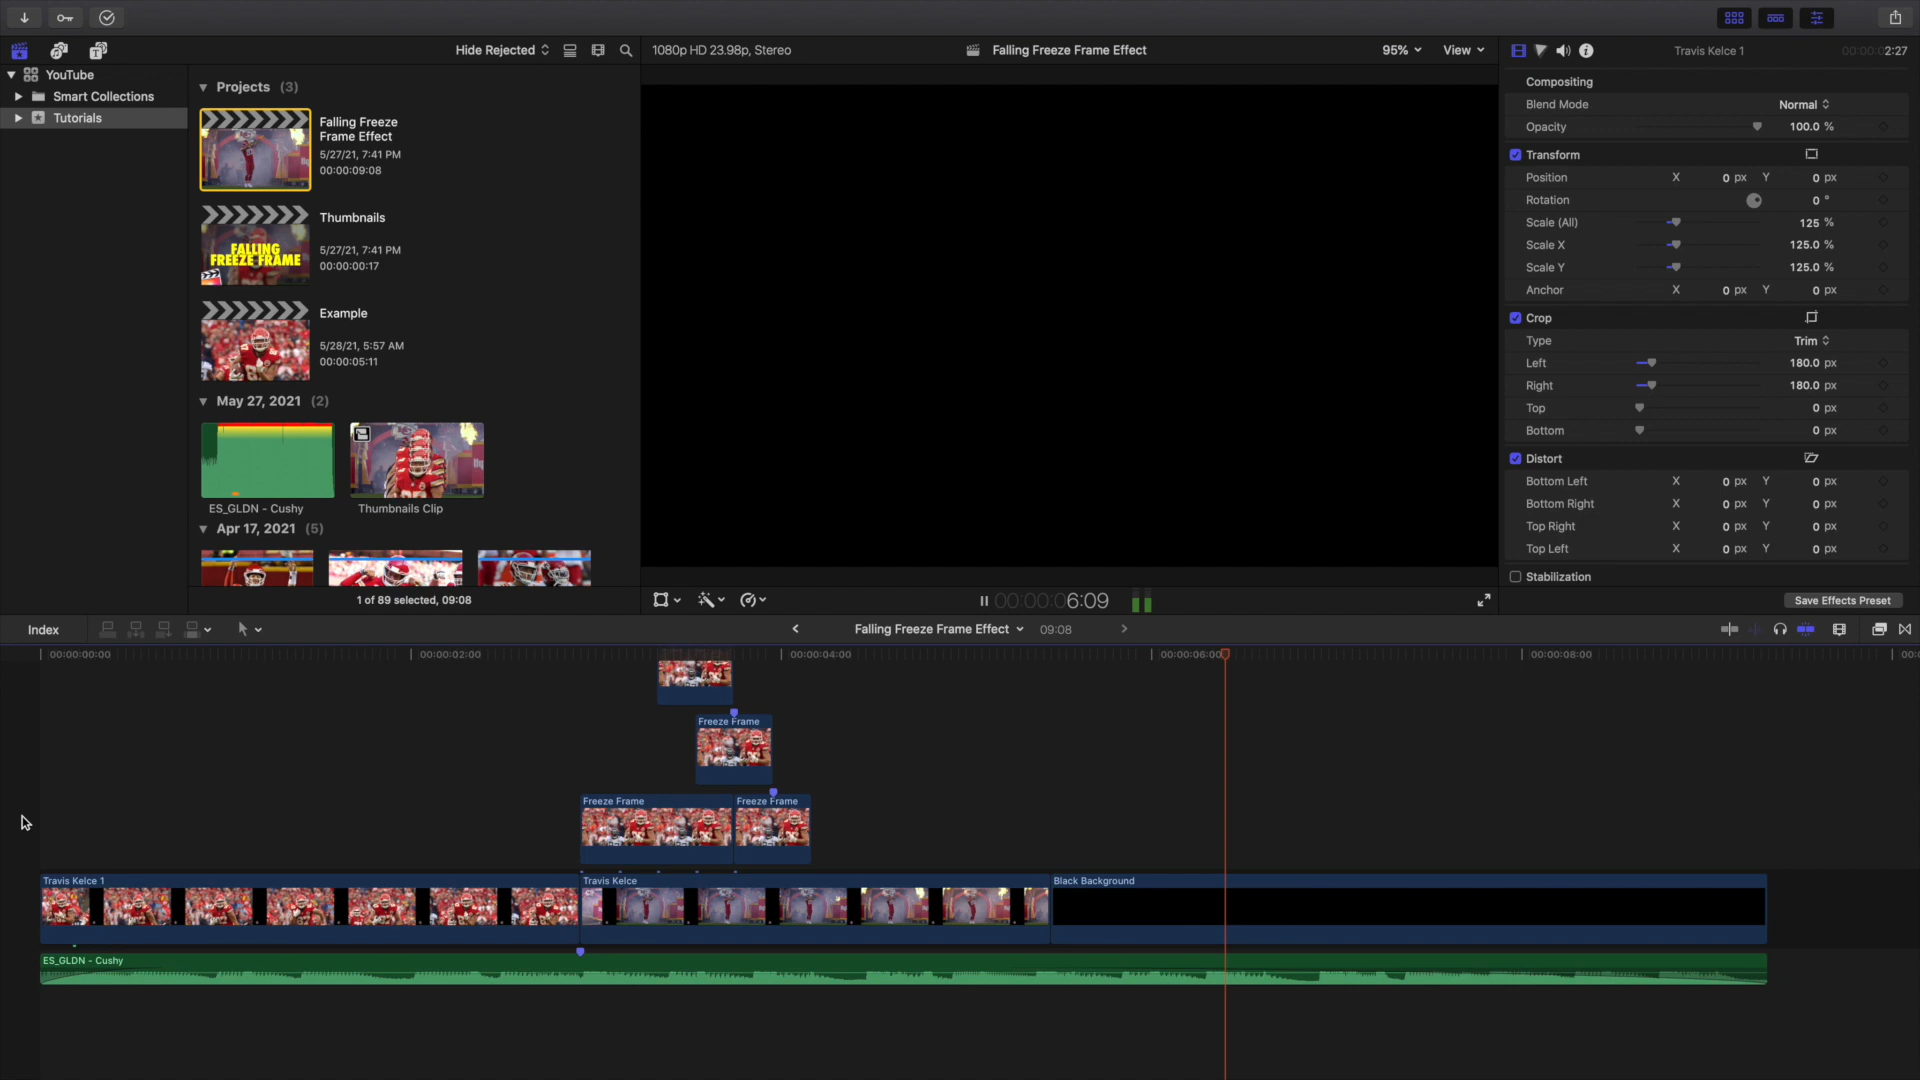 Hide Rejected
1080p HD 23.98p, Stereo
Falling Freeze Frame Effect
95%
View
Travis Kelce 1
00:00:02:27
YouTube
Smart Collections
Tutorials
Projects (3)
Falling Freeze
Frame Effect
5/27/21, 7:41 PM
00:00:09:08
Thumbnails
5/27/21, 7:41 PM
00:00:00:17
FALLING
FREEZE FRAME
Example
5/28/21, 5:57 AM
00:00:05:11
May 27, 2021 (2)
ES_GLDN - Cushy
Thumbnails Clip
Apr 17, 2021 (5)
1 of 89 selected, 09:08
00:00:06:09
Compositing
Blend Mode Normal
Opacity 100.0 %
Transform
Position X 0 px Y 0 px
Rotation 0 °
Scale (All) 125 %
Scale X 125.0 %
Scale Y 125.0 %
Anchor X 0 px Y 0 px
Crop
Type Trim
Left 180.0 px
Right 180.0 px
Top 0 px
Bottom 0 px
Distort
Bottom Left X 0 px Y 0 px
Bottom Right X 0 px Y 0 px
Top Right X 0 px Y 0 px
Top Left X 0 px Y 0 px
Stabilization
Save Effects Preset
Index
Falling Freeze Frame Effect
09:08
00:00:00:00
00:00:02:00
00:00:04:00
00:00:06:00
00:00:08:00
Freeze Frame
Freeze Frame
Freeze Frame
Travis Kelce 1
Travis Kelce
Black Background
ES_GLDN - Cushy